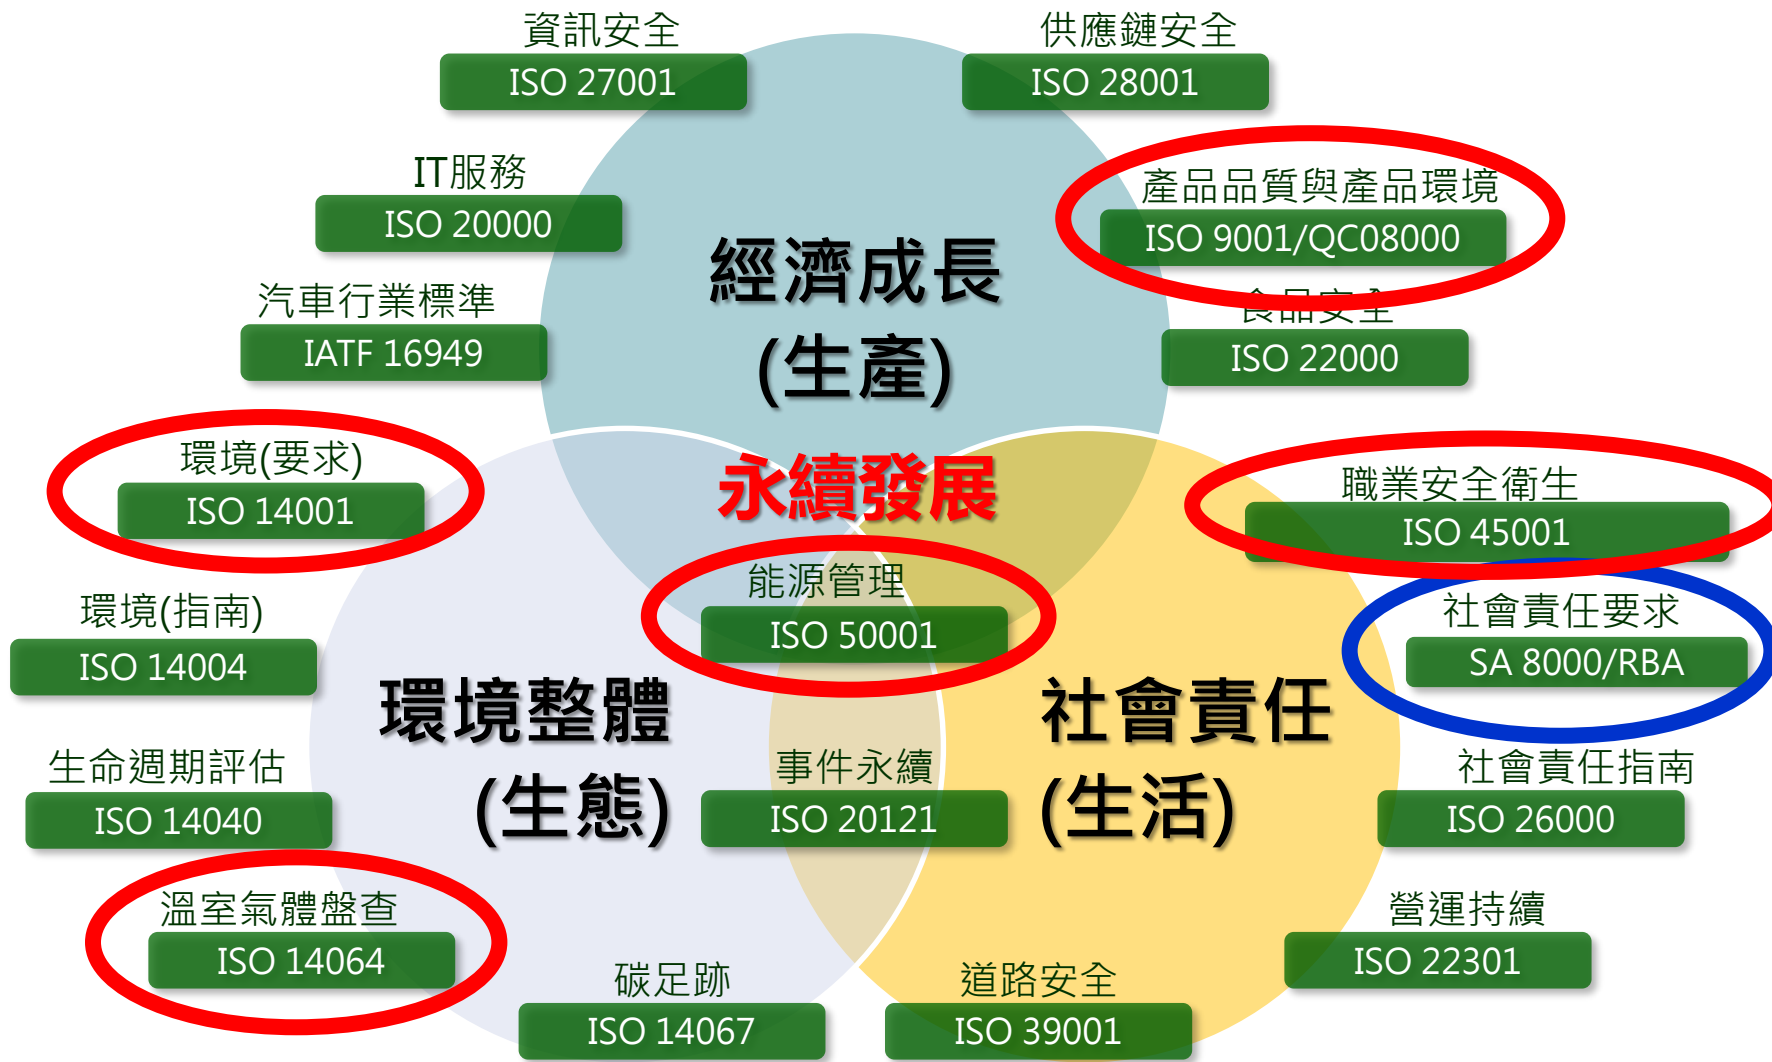 資訊安全
ISO 27001
供應鏈安全
ISO 28001
IT服務
ISO 20000
產品品質與產品環境
ISO 9001/QC08000
汽車行業標準
IATF 16949
食品安全
ISO 22000
經濟成長
(生產)
永續發展
環境(要求)
ISO 14001
職業安全衛生
ISO 45001
能源管理
ISO 50001
環境(指南)
ISO 14004
社會責任要求
SA 8000/RBA
環境整體
(生態)
社會責任
(生活)
生命週期評估
ISO 14040
事件永續
ISO 20121
社會責任指南
ISO 26000
溫室氣體盤查
ISO 14064
營運持續
ISO 22301
碳足跡
ISO 14067
道路安全
ISO 39001